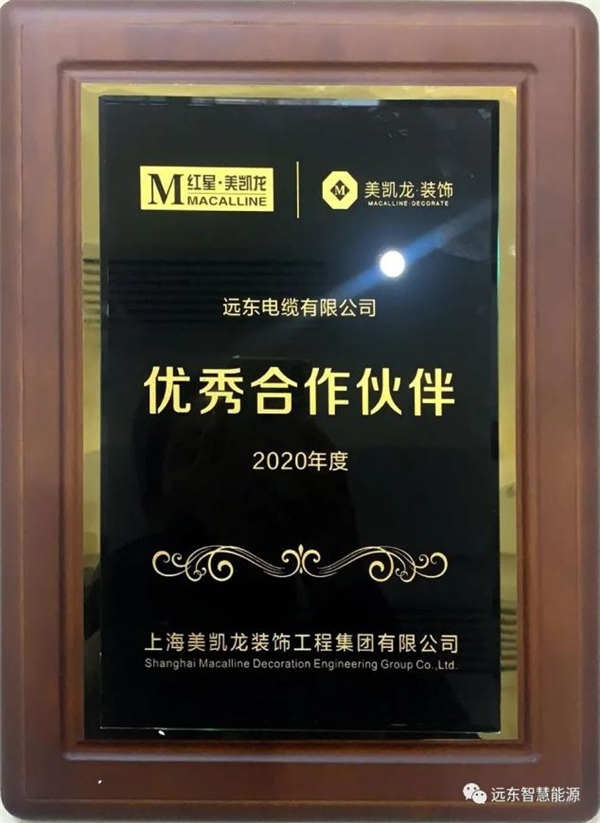 M 红星·美凯龙
MACALLINE
M 美凯龙·装饰
MACALLINE·DECORATE
远东电缆有限公司
优秀合作伙伴
2020年度
上海美凯龙装饰工程集团有限公司
Shanghai Macalline Decoration Engineering Group Co.,Ltd.
远东智慧能源